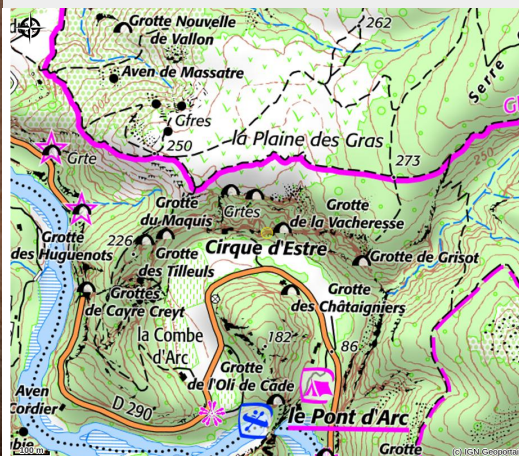 262
Grotte Nouvelle
de Vallon
Aven de Massatre
Serre
Gfres
250
la Plaine des Gras
Grte
273
250
Grotte
du Maquis
Grtes
Grotte
de la Vacheresse
226
Cirque d'Estre
Grotte
des Huguenots
Grotte
des Tilleuls
Grotte de Grisot
Grottes
de Cayre Creyt
Grotte
des Châtaigniers
la Combe
d'Arc
182
86
Grotte
de l'Oli de Cade
Aven
Cordier
D 290
le Pont d'Arc
100 m
Grotte
(c) IGN Geoportai